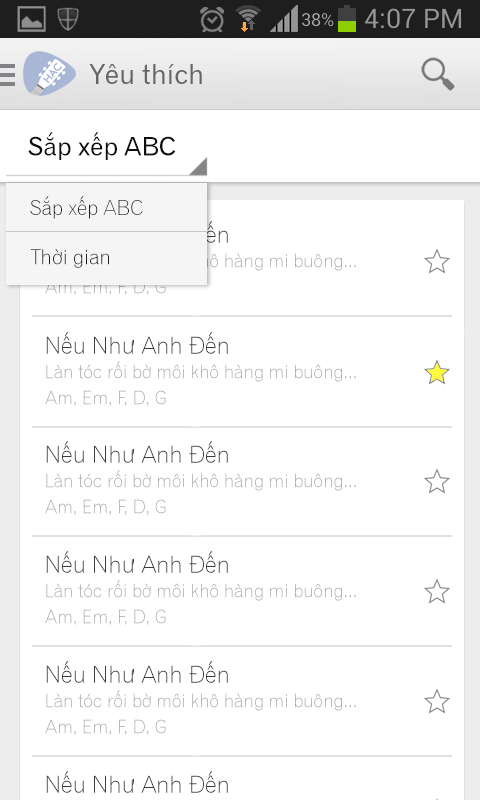 38% 4:07 PM
HAC
Yêu thích
Sắp xếp ABC
Sắp xếp ABC
Thời gian
Đến
hô hàng mi buông...
Am, Em, F, D, G
Nếu Như Anh Đến
Làn tóc rối bờ môi khô hàng mi buông...
Am, Em, F, D, G
Nếu Như Anh Đến
Làn tóc rối bờ môi khô hàng mi buông...
Am, Em, F, D, G
Nếu Như Anh Đến
Làn tóc rối bờ môi khô hàng mi buông...
Am, Em, F, D, G
Nếu Như Anh Đến
Làn tóc rối bờ môi khô hàng mi buông...
Am, Em, F, D, G
Nếu Như Anh Đến